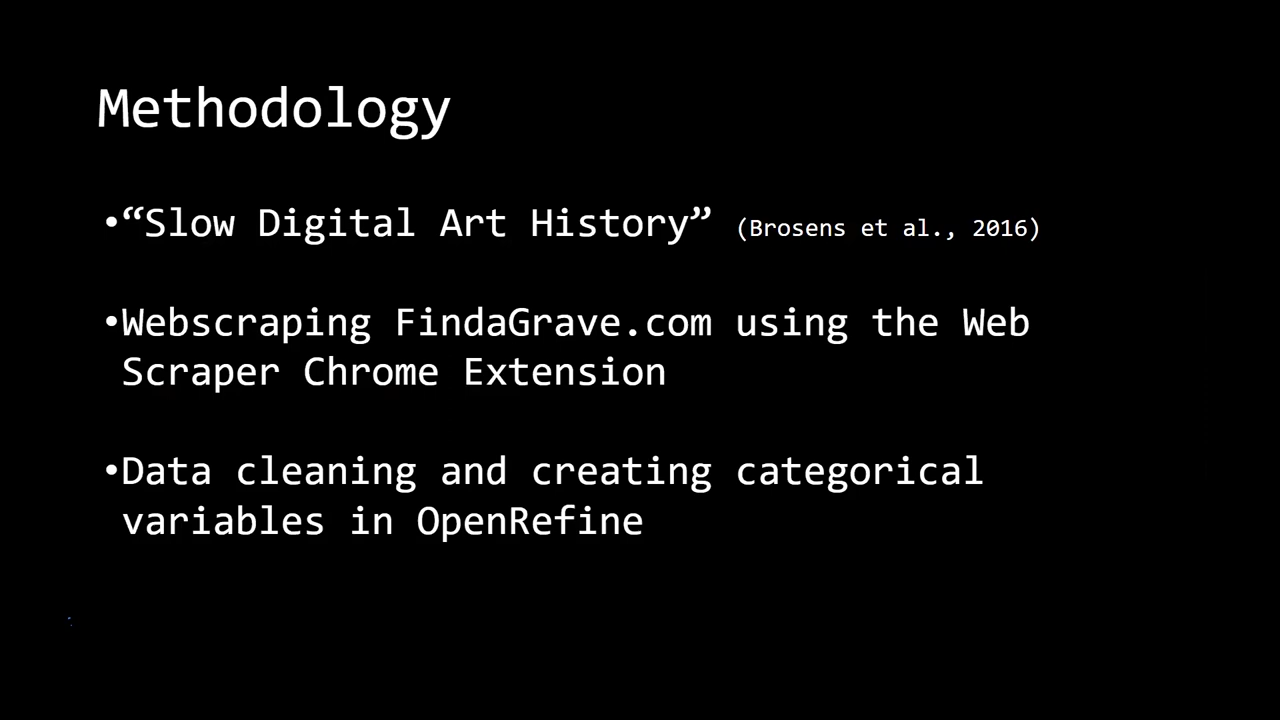 Methodology
•“Slow Digital Art History” (Brosens et al., 2016)
•Webscraping FindaGrave.com using the Web
Scraper Chrome Extension
•Data cleaning and creating categorical
variables in OpenRefine